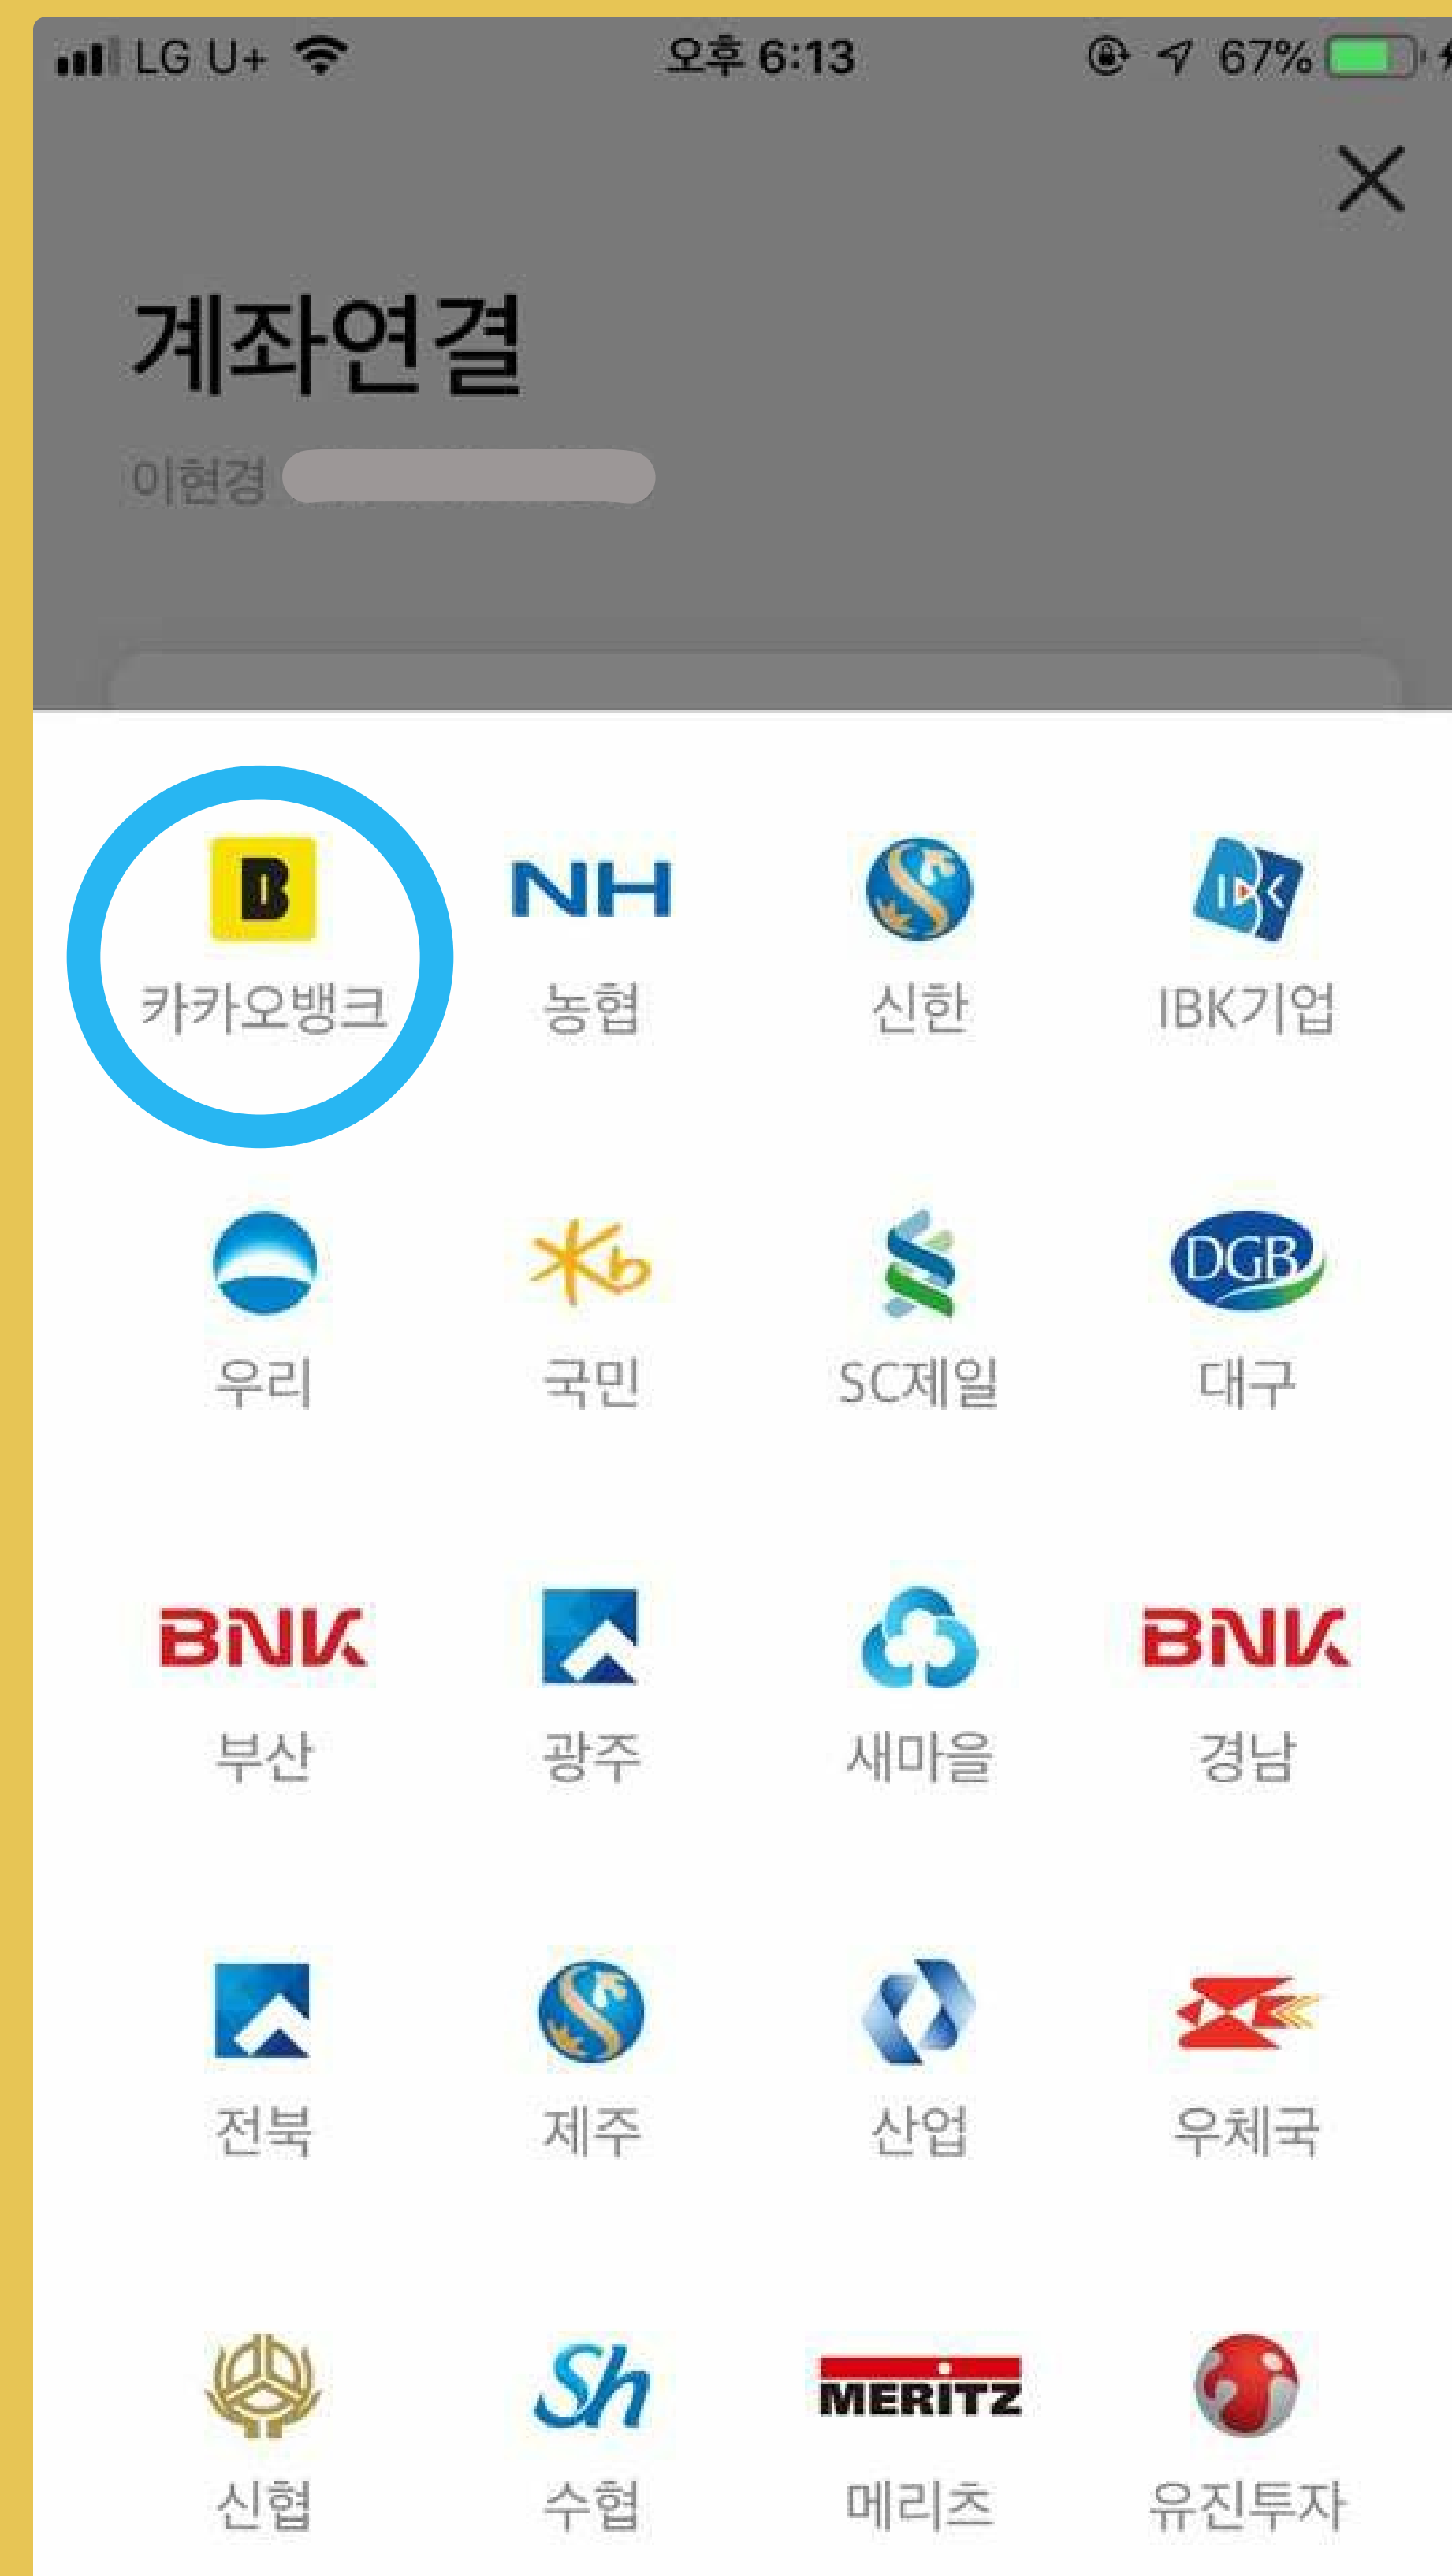 LG U+ 오후 6:13 67%
계좌연결
이현경
B NH IBK
카카오뱅크 농협 신한 IBK기업
Kb DGB
우리 국민 SC제일 대구
BNK BNK
부산 광주 새마을 경남
전북 제주 산업 우체국
Sh MERITZ
신협 수협 메리츠 유진투자